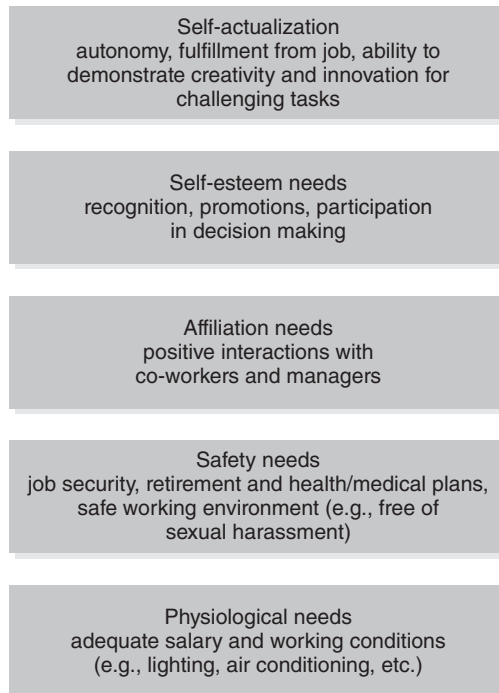 Self-actualization
autonomy, fulfillment from job, ability to
demonstrate creativity and innovation for
challenging tasks
Self-esteem needs
recognition, promotions, participation
in decision making
Affiliation needs
positive interactions with
co-workers and managers
Safety needs
job security, retirement and health/medical plans,
safe working environment (e.g., free of
sexual harassment)
Physiological needs
adequate salary and working conditions
(e.g., lighting, air conditioning, etc.)